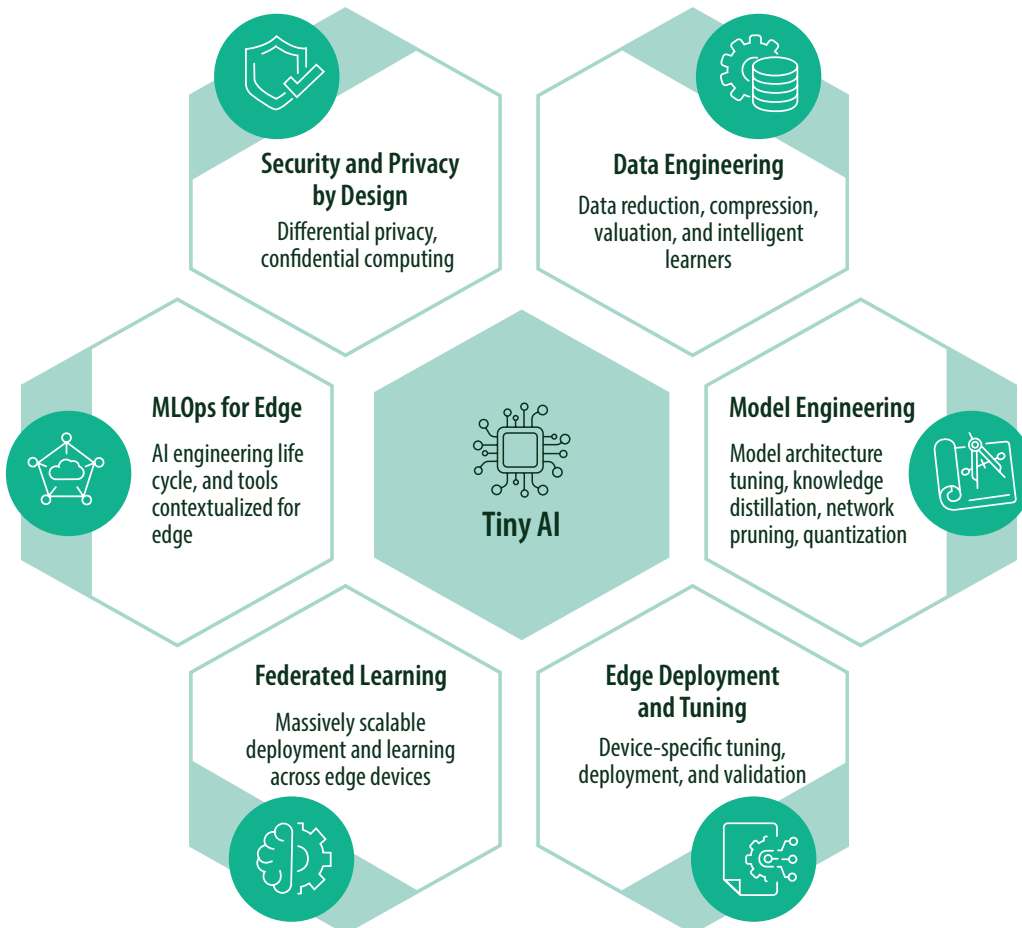 Security and Privacy
by Design
Differential privacy,
confidential computing
Data Engineering
Data reduction, compression,
valuation, and intelligent
learners
MLOps for Edge
AI engineering life
cycle, and tools
contextualized for
edge
Tiny AI
Model Engineering
Model architecture
tuning, knowledge
distillation, network
pruning, quantization
Federated Learning
Massively scalable
deployment and learning
across edge devices
Edge Deployment
and Tuning
Device-specific tuning,
deployment, and validation